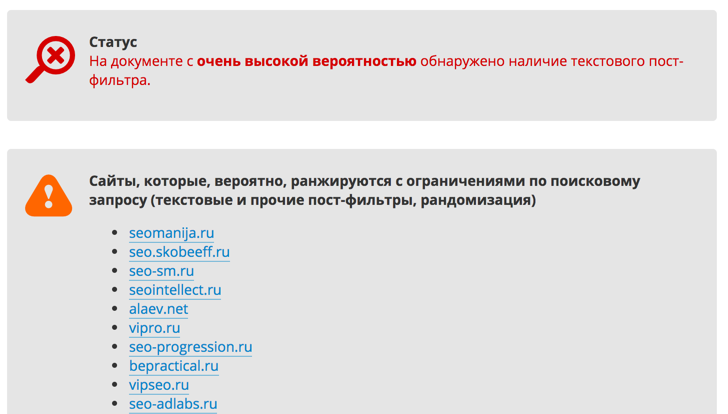 Статус
На документе с очень высокой вероятностью обнаружено наличие текстового пост-
фильтра.
Сайты, которые, вероятно, ранжируются с ограничениями по поисковому
запросу (текстовые и прочие пост-фильтры, рандомизация)
seomanija.ru
seo.skobeeff.ru
seo-sm.ru
seointellect.ru
alaev.net
vipro.ru
seo-progression.ru
bepractical.ru
vipseo.ru
seo-adlabs.ru